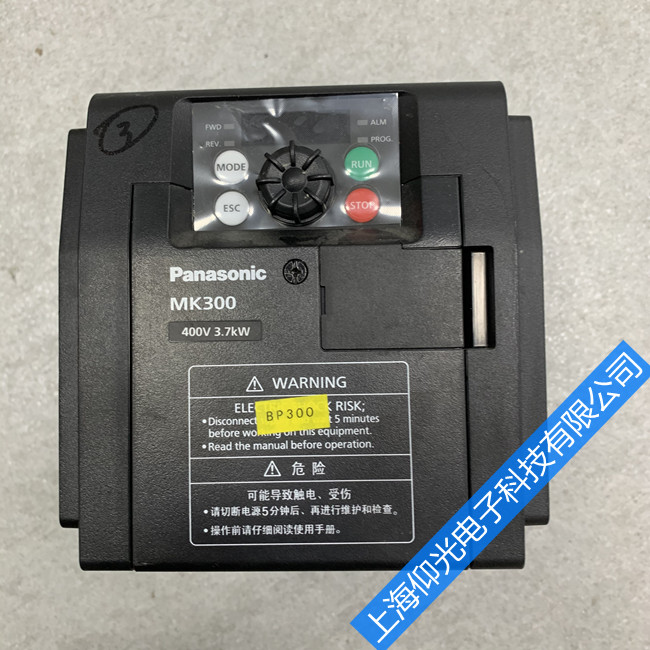 3
FWD
ALM
REV.
PROG.
MODE
RUN
ESC
STOP
Panasonic
MK300
400V 3.7kW
⚠ WARNING
ELE K RISK;
• Disconnect 5 minutes
before working on this equipment.
• Read the manual before operation.
BP300
⚠ 危险
可能导致触电、受伤
• 请切断电源5分钟后、再进行维护和检查。
• 操作前请仔细阅读使用手册。
上海仰光电子科技有限公司